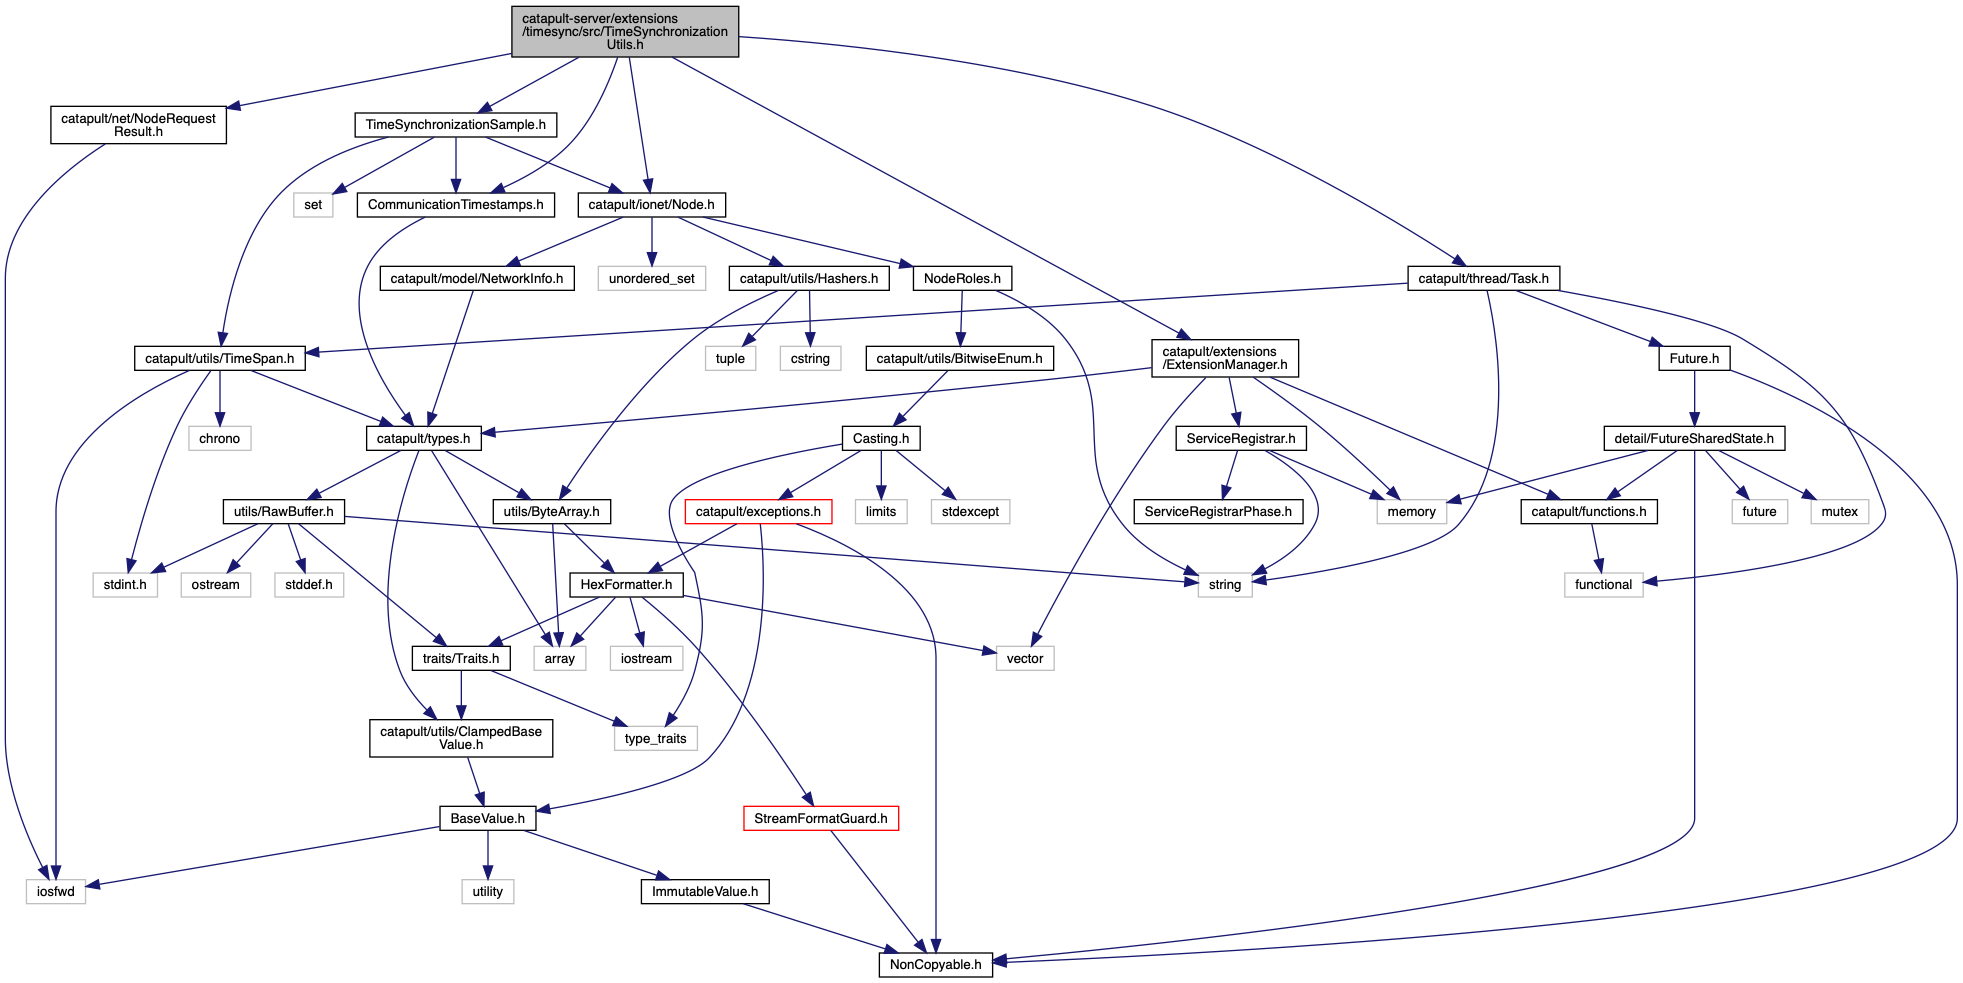 catapult-server/extensions
/timesync/src/TimeSynchronization
Utils.h
catapult/net/NodeRequest
Result.h
TimeSynchronizationSample.h
set
CommunicationTimestamps.h
catapult/ionet/Node.h
catapult/model/NetworkInfo.h
unordered_set
catapult/utils/Hashers.h
NodeRoles.h
catapult/thread/Task.h
catapult/utils/TimeSpan.h
tuple
cstring
catapult/utils/BitwiseEnum.h
catapult/extensions
/ExtensionManager.h
Future.h
chrono
catapult/types.h
Casting.h
ServiceRegistrar.h
detail/FutureSharedState.h
utils/RawBuffer.h
utils/ByteArray.h
catapult/exceptions.h
limits
stdexcept
ServiceRegistrarPhase.h
memory
catapult/functions.h
future
mutex
stdint.h
ostream
stddef.h
HexFormatter.h
string
functional
traits/Traits.h
array
iostream
vector
catapult/utils/ClampedBase
Value.h
type_traits
BaseValue.h
StreamFormatGuard.h
iosfwd
utility
ImmutableValue.h
NonCopyable.h